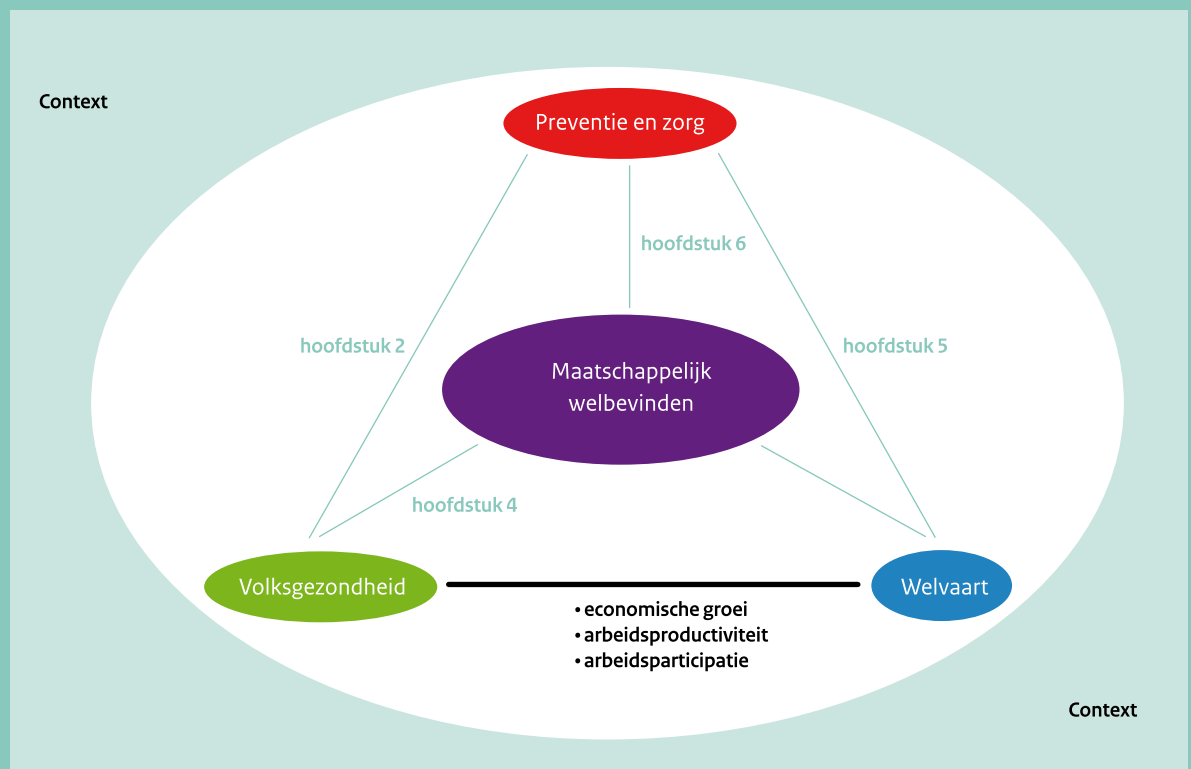 Context
Preventie en zorg
hoofdstuk 6
hoofdstuk 2
hoofdstuk 5
Maatschappelijk
welbevinden
hoofdstuk 4
Volksgezondheid
Welvaart
• economische groei
• arbeidsproductiviteit
• arbeidsparticipatie
Context